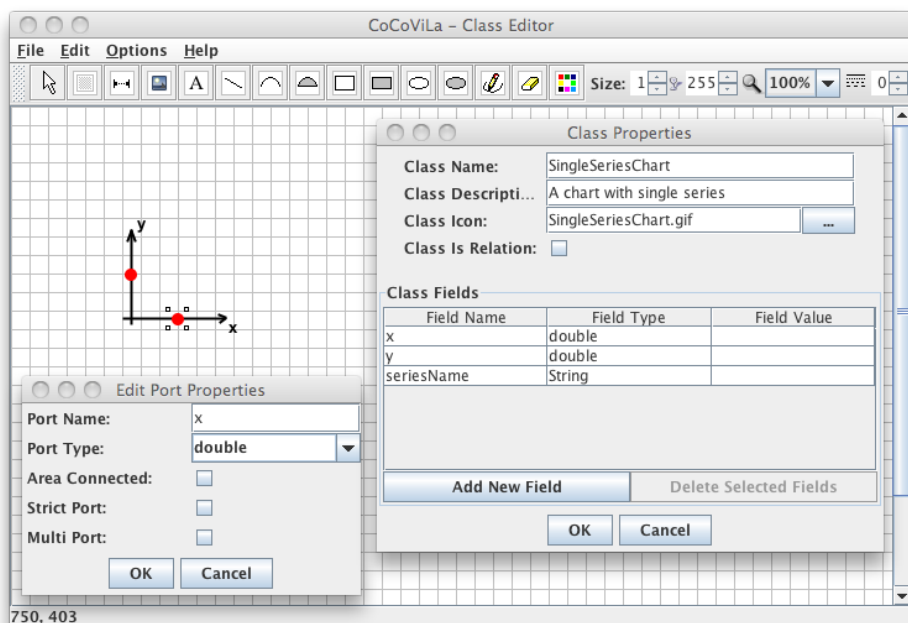 CoCoViLa – Class Editor
File Edit Options Help
A Size: 1 255 100% 0
Class Properties
Class Name: SingleSeriesChart
Class Descripti... A chart with single series
Class Icon: SingleSeriesChart.gif ...
Class Is Relation:
y
x
Class Fields
Field Name Field Type Field Value
x double
y double
seriesName String
Add New Field Delete Selected Fields
OK Cancel
Edit Port Properties
Port Name: x
Port Type: double
Area Connected:
Strict Port:
Multi Port:
OK Cancel
750, 403